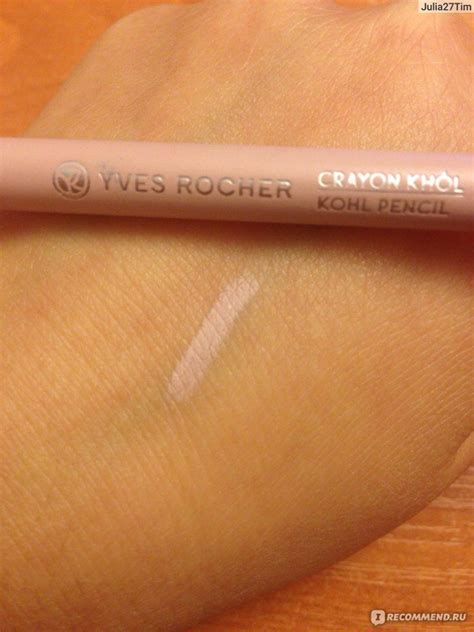 Julia27Tim
YVES ROCHER CRAYON KHÔL
KOHL PENCIL
I RECOMMEND.RU